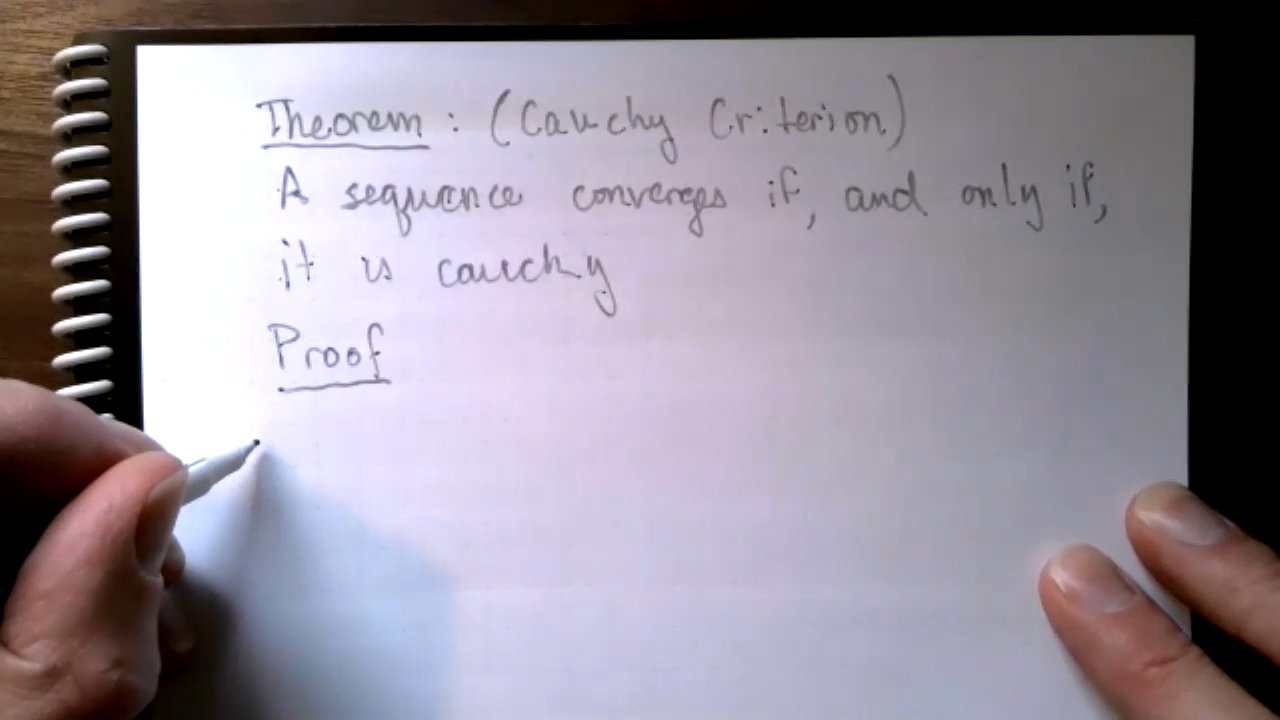 Theorem : (Cauchy Criterion)
A sequence converges if, and only if,
it is cauchy
Proof